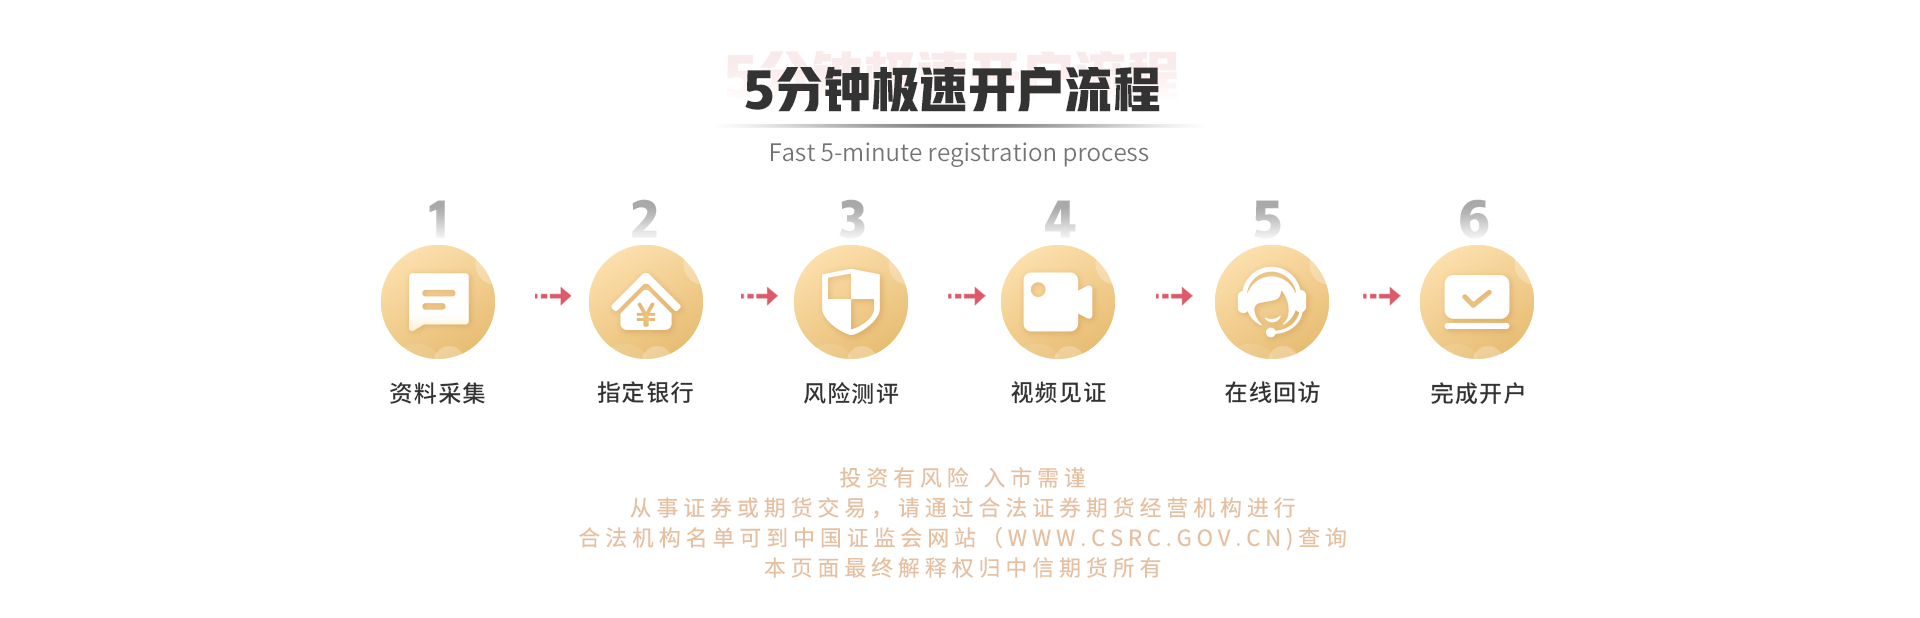 5分钟极速开户流程
Fast 5-minute registration process
1 2 3 4 5 6
¥
资料采集 指定银行 风险测评 视频见证 在线回访 完成开户
投资有风险 入市需谨
从事证券或期货交易，请通过合法证券期货经营机构进行
合法机构名单可到中国证监会网站（WWW.CSRC.GOV.CN)查询
本页面最终解释权归中信期货所有